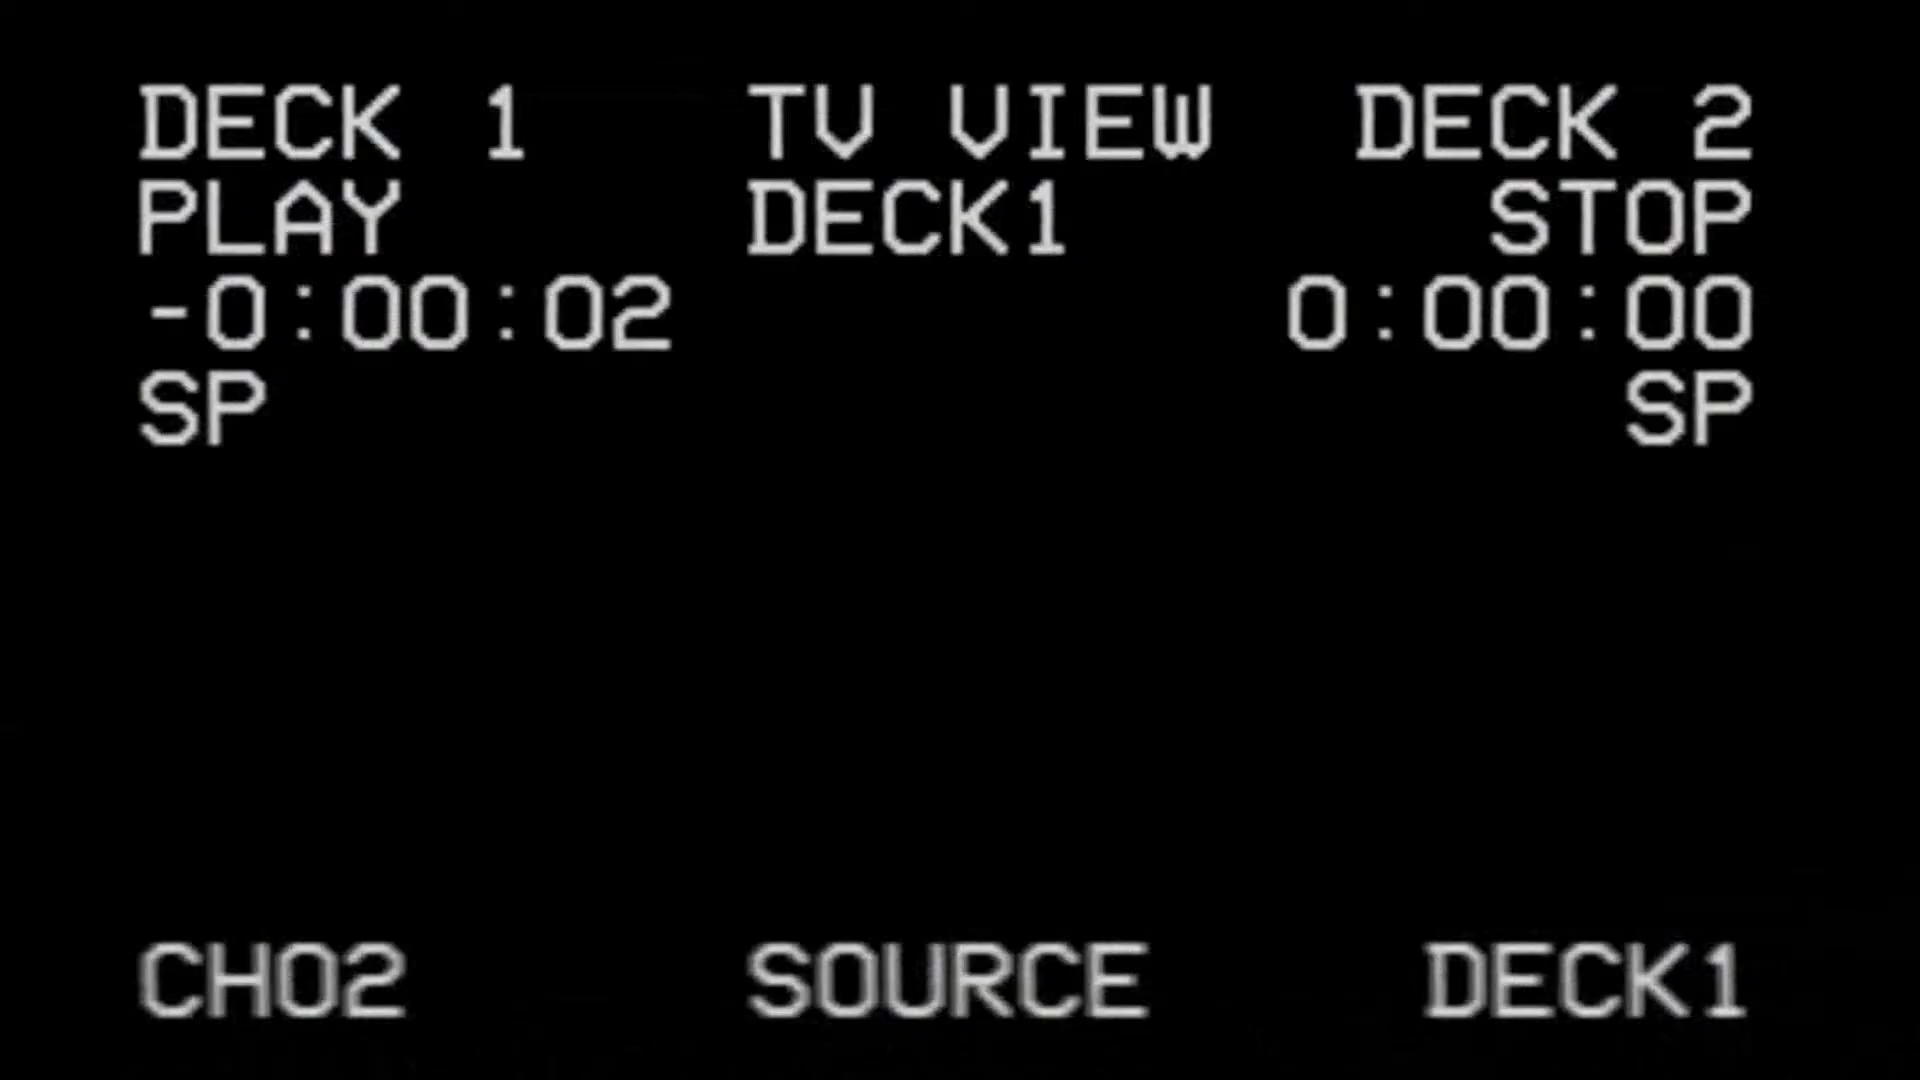 DECK 1 TV VIEW DECK 2
PLAY DECK1 STOP
-0:00:02 0:00:00
SP SP
CH02 SOURCE DECK1